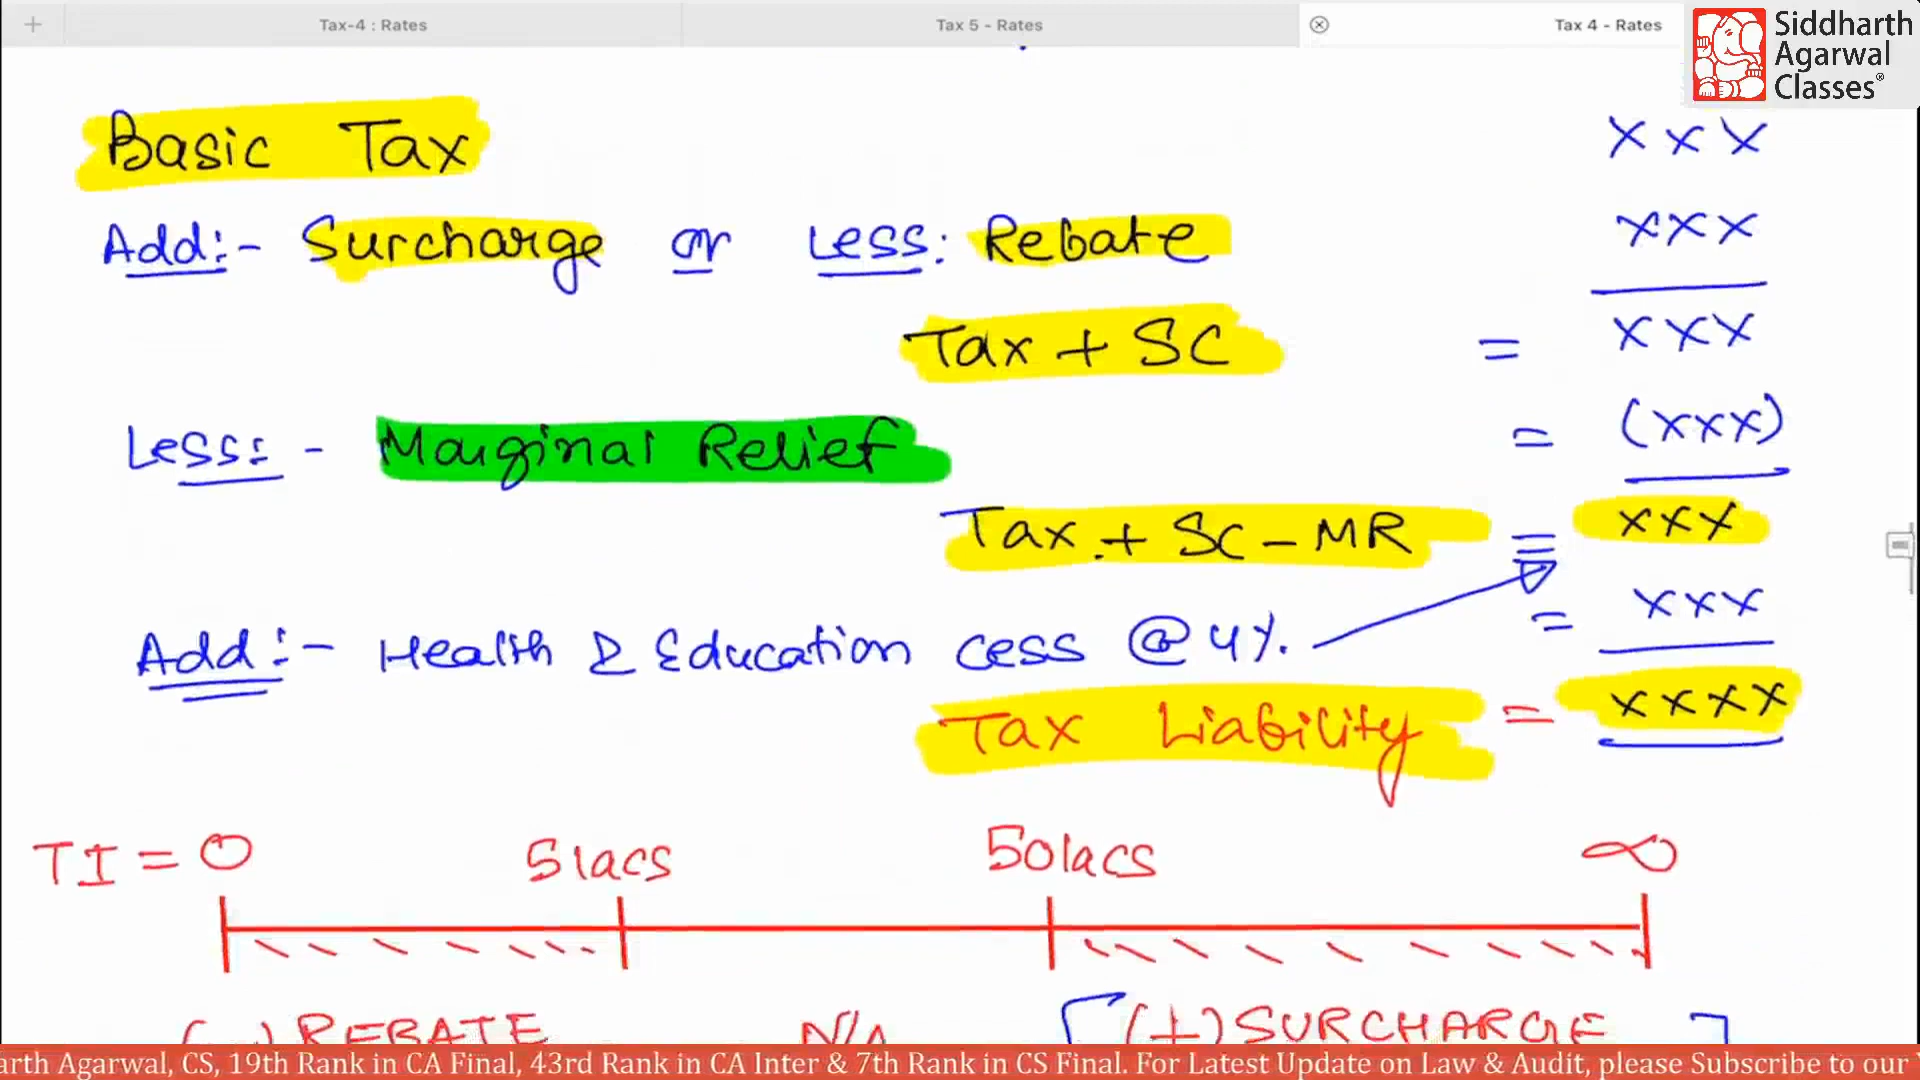 Tax-4 : Rates
Tax 5 - Rates
Tax 4 - Rates
Siddharth
Agarwal
Classes®
Basic Tax xxx
Add:- Surcharge or Less: Rebate xxx
Tax + SC = xxx
Less:- Marginal Relief = (xxx)
Tax + SC - MR = xxx
Add:- Health & Education cess @ 4%. = xxx
Tax Liability = xxxx
TI = 0 5 lacs 50 lacs ∞
(-) REBATE N/A [(+) SURCHARGE]
arth Agarwal, CS, 19th Rank in CA Final, 43rd Rank in CA Inter & 7th Rank in CS Final. For Latest Update on Law & Audit, please Subscribe to our